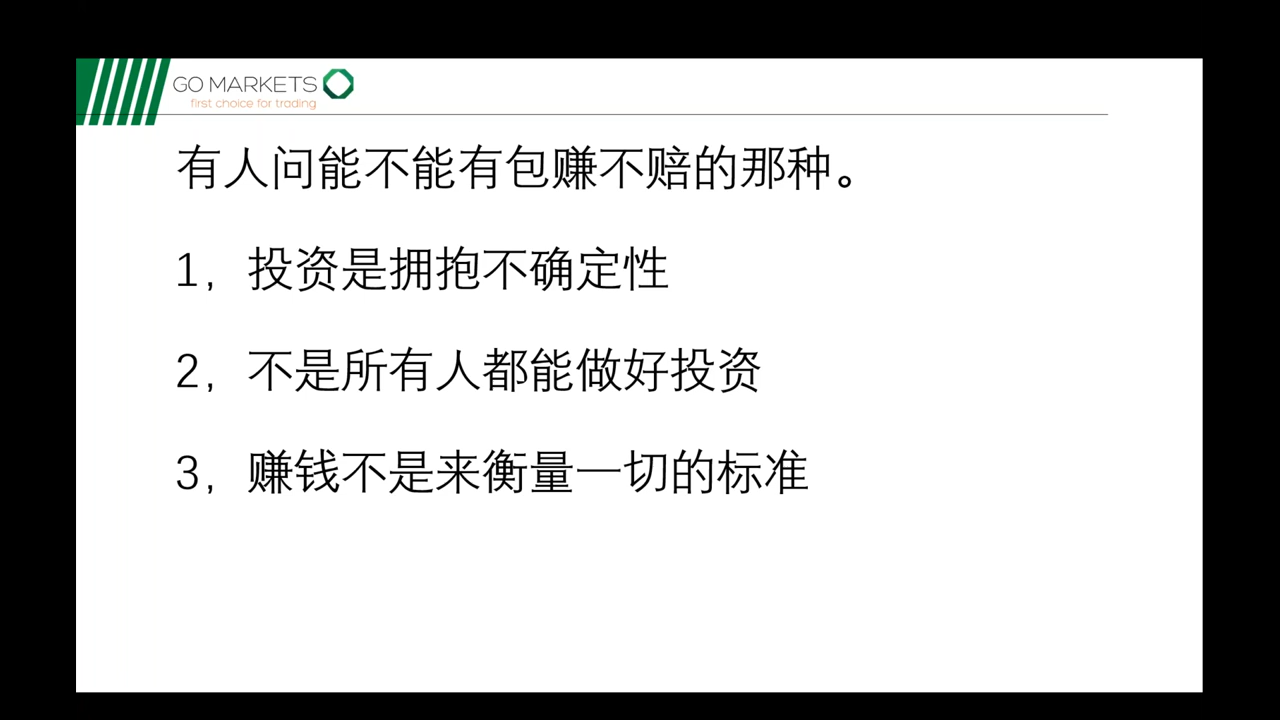 GO MARKETS
first choice for trading
有人问能不能有包赚不赔的那种。
1，投资是拥抱不确定性
2，不是所有人都能做好投资
3，赚钱不是来衡量一切的标准